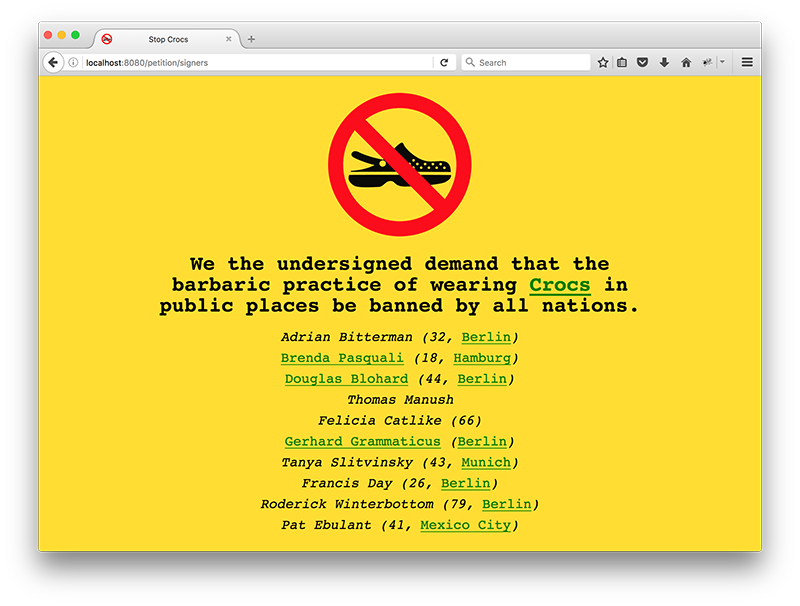 Stop Crocs
localhost:8080/petition/signers
Search
We the undersigned demand that the
barbaric practice of wearing Crocs in
public places be banned by all nations.
Adrian Bitterman (32, Berlin)
Brenda Pasquali (18, Hamburg)
Douglas Blohard (44, Berlin)
Thomas Manush
Felicia Catlike (66)
Gerhard Grammaticus (Berlin)
Tanya Slitvinsky (43, Munich)
Francis Day (26, Berlin)
Roderick Winterbottom (79, Berlin)
Pat Ebulant (41, Mexico City)